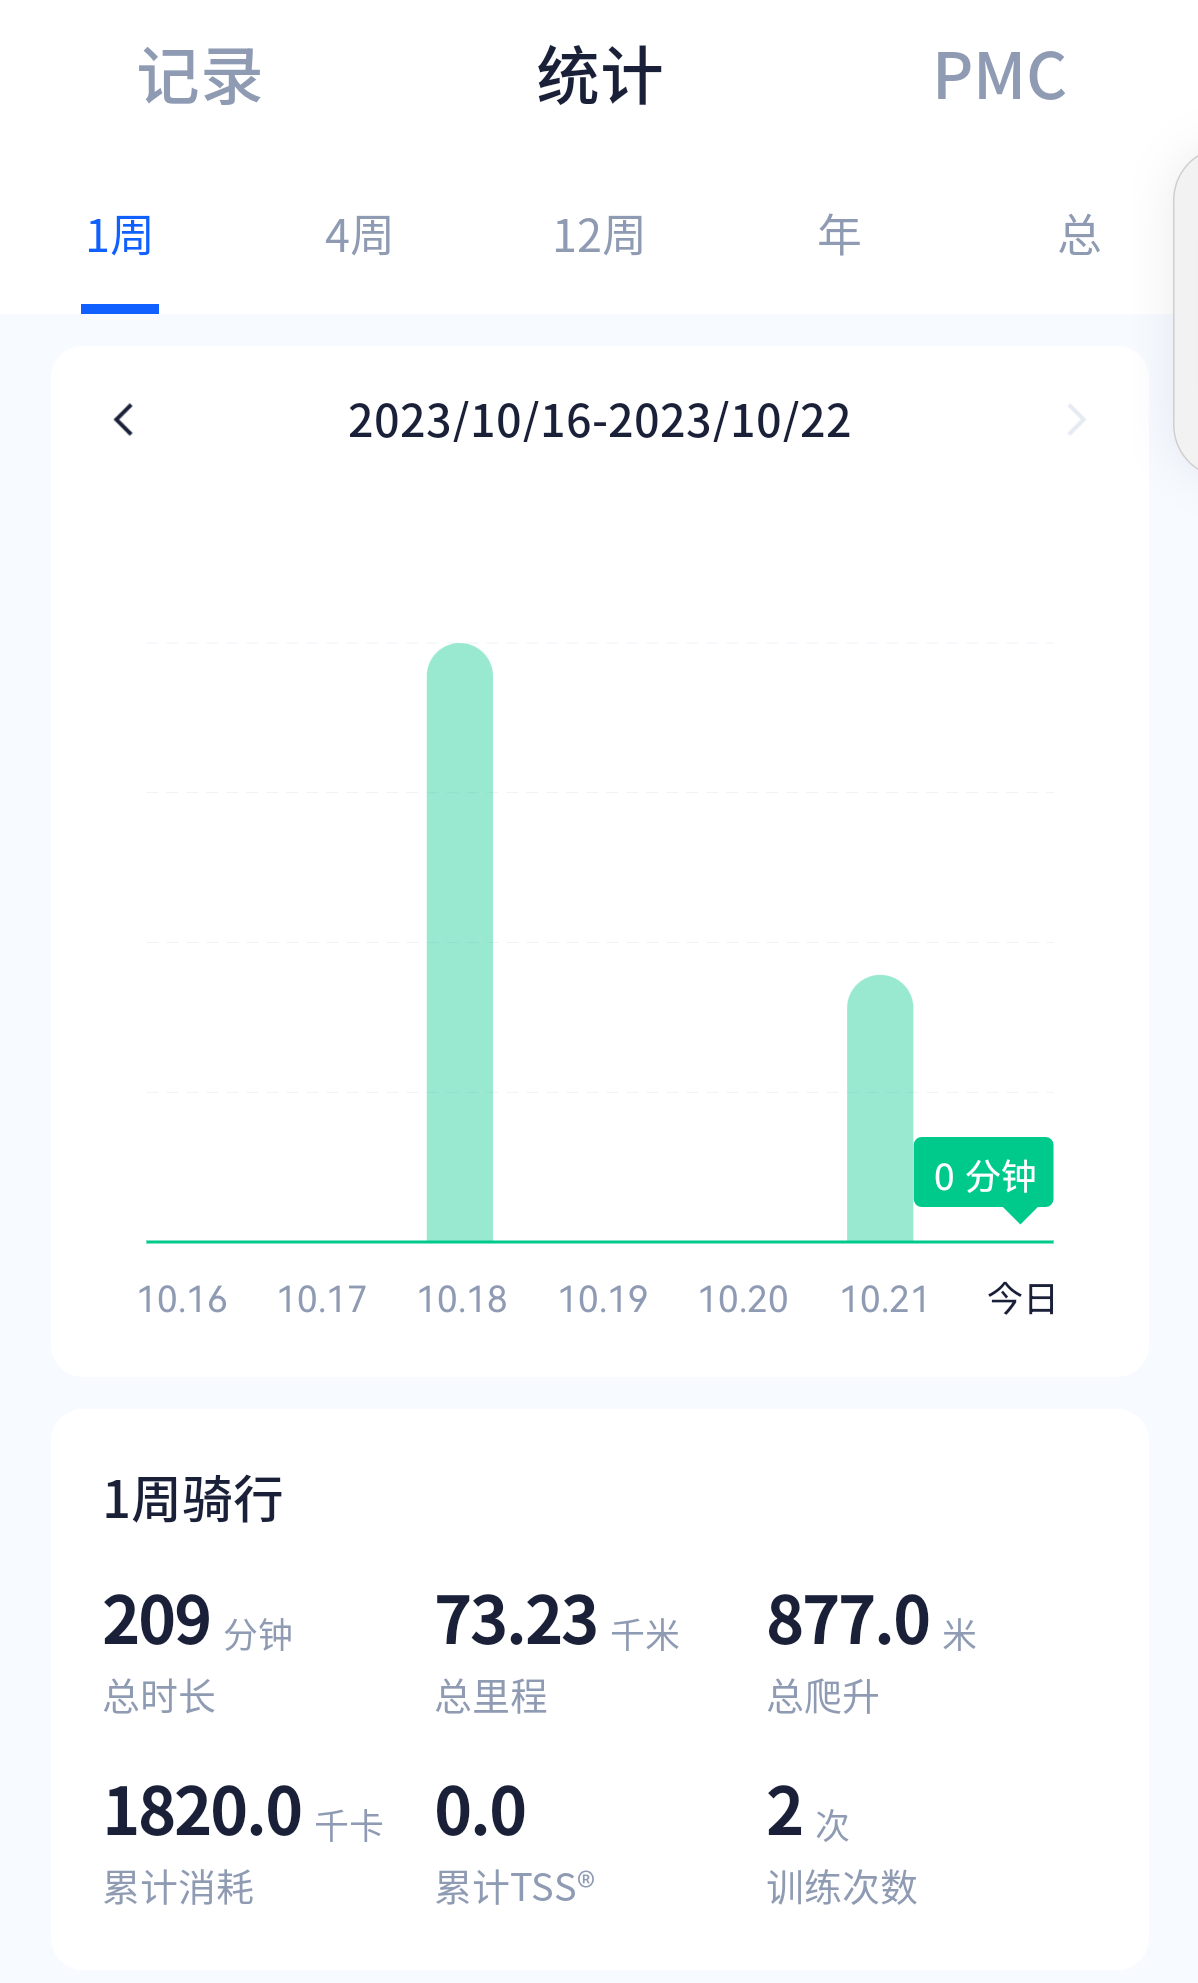 记录 统计 PMC
1周 4周 12周 年 总
2023/10/16-2023/10/22
0 分钟
10.16 10.17 10.18 10.19 10.20 10.21 今日
1周骑行
209 分钟 73.23 千米 877.0 米
总时长 总里程 总爬升
1820.0 千卡 0.0 2 次
累计消耗 累计TSS® 训练次数